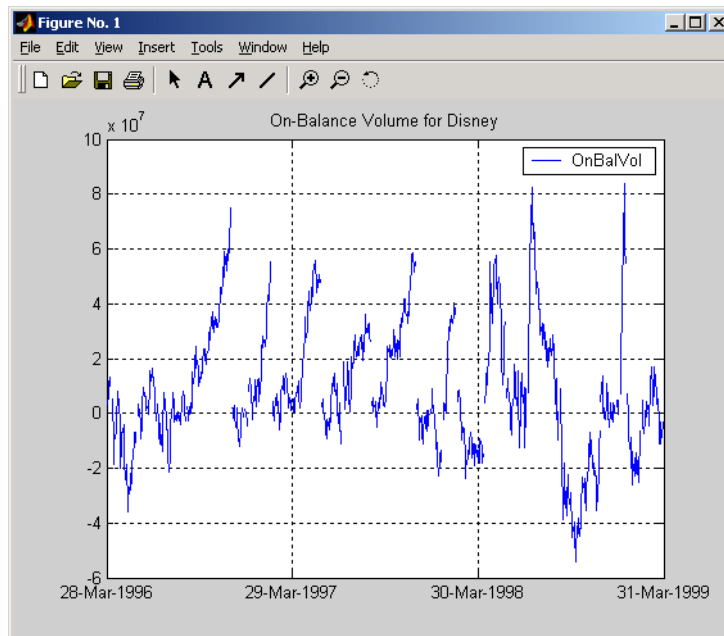 Figure No. 1
File Edit View Insert Tools Window Help
A
x 10^7
On-Balance Volume for Disney
OnBalVol
10
8
6
4
2
0
-2
-4
-6
28-Mar-1996 29-Mar-1997 30-Mar-1998 31-Mar-1999